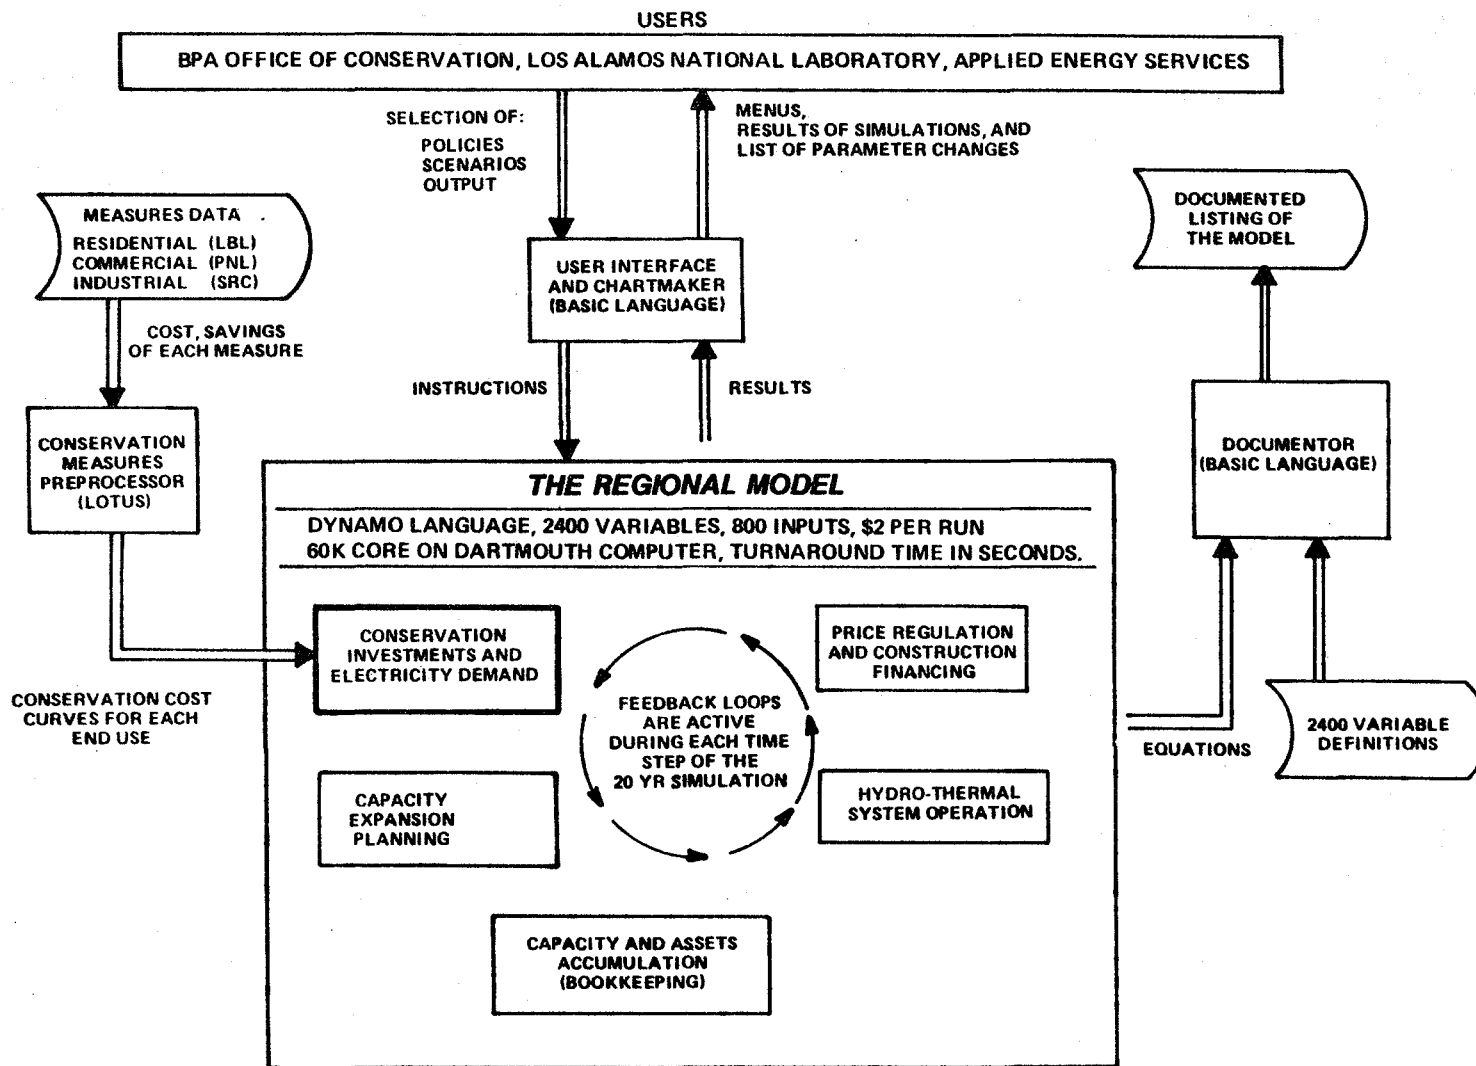 USERS
BPA OFFICE OF CONSERVATION, LOS ALAMOS NATIONAL LABORATORY, APPLIED ENERGY SERVICES
SELECTION OF:
POLICIES
SCENARIOS
OUTPUT
MENUS,
RESULTS OF SIMULATIONS, AND
LIST OF PARAMETER CHANGES
MEASURES DATA
RESIDENTIAL (LBL)
COMMERCIAL (PNL)
INDUSTRIAL (SRC)
DOCUMENTED
LISTING OF
THE MODEL
USER INTERFACE
AND CHARTMAKER
(BASIC LANGUAGE)
COST, SAVINGS
OF EACH MEASURE
INSTRUCTIONS
RESULTS
CONSERVATION
MEASURES
PREPROCESSOR
(LOTUS)
DOCUMENTOR
(BASIC LANGUAGE)
THE REGIONAL MODEL
DYNAMO LANGUAGE, 2400 VARIABLES, 800 INPUTS, $2 PER RUN
60K CORE ON DARTMOUTH COMPUTER, TURNAROUND TIME IN SECONDS.
CONSERVATION
INVESTMENTS AND
ELECTRICITY DEMAND
PRICE REGULATION
AND CONSTRUCTION
FINANCING
CONSERVATION COST
CURVES FOR EACH
END USE
FEEDBACK LOOPS
ARE ACTIVE
DURING EACH TIME
STEP OF THE
20 YR SIMULATION
EQUATIONS
2400 VARIABLE
DEFINITIONS
CAPACITY
EXPANSION
PLANNING
HYDRO-THERMAL
SYSTEM OPERATION
CAPACITY AND ASSETS
ACCUMULATION
(BOOKKEEPING)